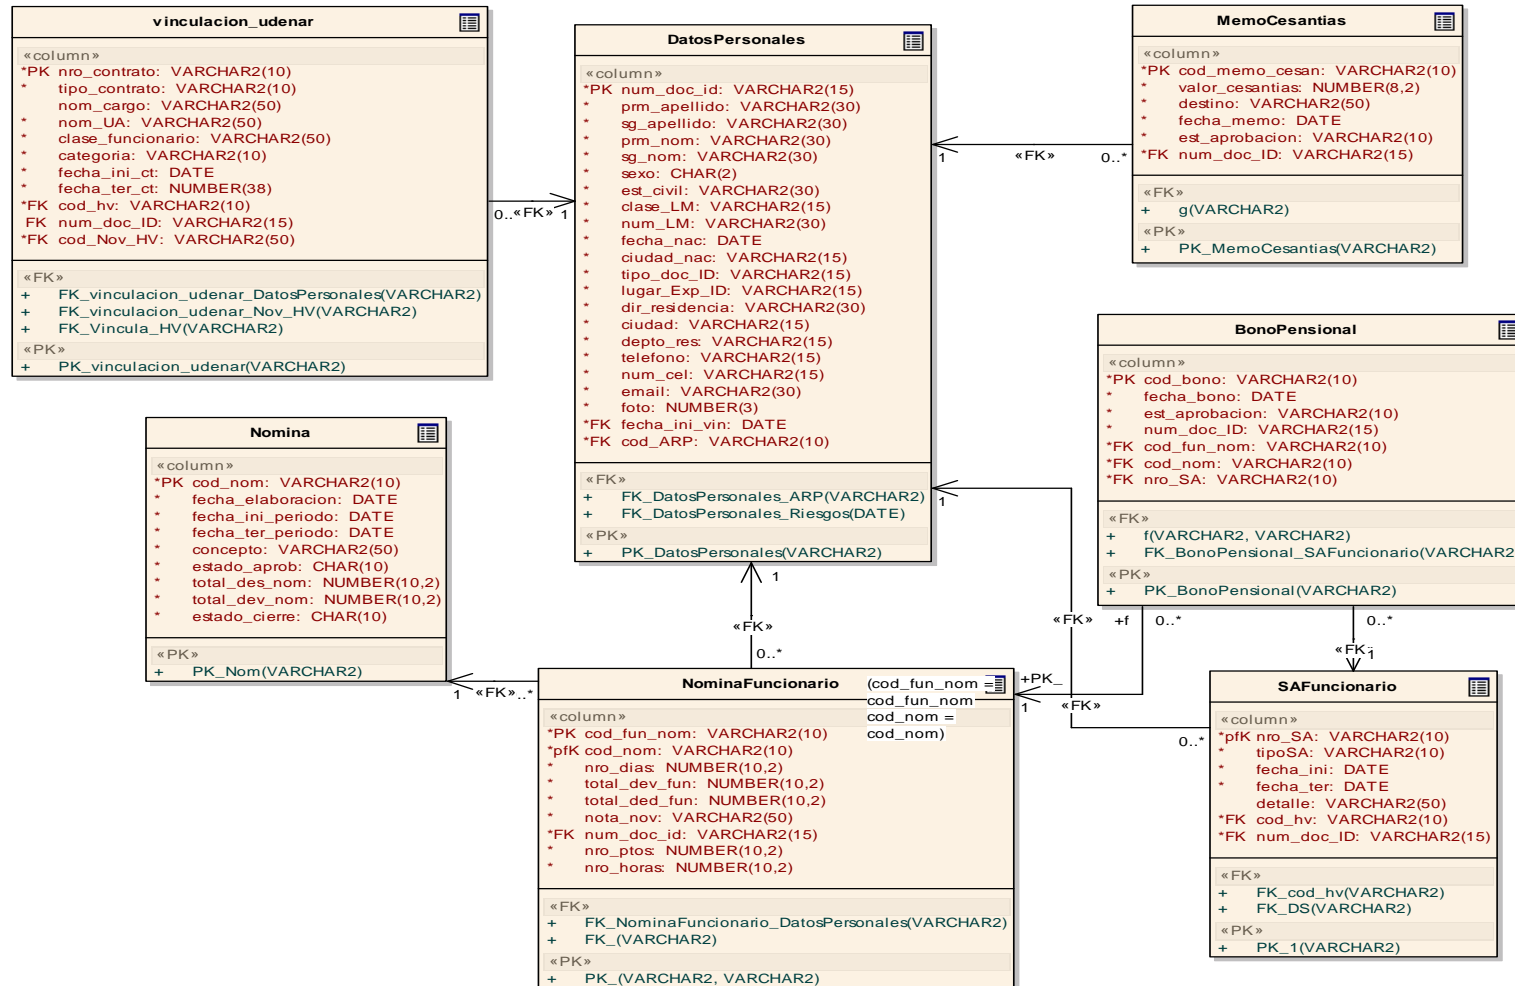 vinculacion_udenar
«column»
*PK nro_contrato: VARCHAR2(10)
* tipo_contrato: VARCHAR2(10)
nom_cargo: VARCHAR2(50)
* nom_UA: VARCHAR2(50)
* clase_funcionario: VARCHAR2(50)
* categoria: VARCHAR2(10)
* fecha_ini_ct: DATE
* fecha_ter_ct: NUMBER(38)
*FK cod_hv: VARCHAR2(10)
FK num_doc_ID: VARCHAR2(15)
*FK cod_Nov_HV: VARCHAR2(50)
«FK»
+ FK_vinculacion_udenar_DatosPersonales(VARCHAR2)
+ FK_vinculacion_udenar_Nov_HV(VARCHAR2)
+ FK_Vincula_HV(VARCHAR2)
«PK»
+ PK_vinculacion_udenar(VARCHAR2)
0..«FK» 1
DatosPersonales
«column»
*PK num_doc_id: VARCHAR2(15)
* prm_apellido: VARCHAR2(30)
* sg_apellido: VARCHAR2(30)
* prm_nom: VARCHAR2(30)
* sg_nom: VARCHAR2(30)
* sexo: CHAR(2)
* est_civil: VARCHAR2(30)
* clase_LM: VARCHAR2(15)
* num_LM: VARCHAR2(30)
* fecha_nac: DATE
* ciudad_nac: VARCHAR2(15)
* tipo_doc_ID: VARCHAR2(15)
* lugar_Exp_ID: VARCHAR2(15)
* dir_residencia: VARCHAR2(30)
* ciudad: VARCHAR2(15)
* depto_res: VARCHAR2(15)
* telefono: VARCHAR2(15)
* num_cel: VARCHAR2(15)
* email: VARCHAR2(30)
* foto: NUMBER(3)
*FK fecha_ini_vin: DATE
*FK cod_ARP: VARCHAR2(10)
«FK»
+ FK_DatosPersonales_ARP(VARCHAR2)
+ FK_DatosPersonales_Riesgos(DATE)
«PK»
+ PK_DatosPersonales(VARCHAR2)
1 «FK» 0..*
MemoCesantias
«column»
*PK cod_memo_cesan: VARCHAR2(10)
* valor_cesantias: NUMBER(8,2)
* destino: VARCHAR2(50)
* fecha_memo: DATE
* est_aprobacion: VARCHAR2(10)
*FK num_doc_ID: VARCHAR2(15)
«FK»
+ g(VARCHAR2)
«PK»
+ PK_MemoCesantias(VARCHAR2)
BonoPensional
«column»
*PK cod_bono: VARCHAR2(10)
* fecha_bono: DATE
* est_aprobacion: VARCHAR2(10)
* num_doc_ID: VARCHAR2(15)
*FK cod_fun_nom: VARCHAR2(10)
*FK cod_nom: VARCHAR2(10)
*FK nro_SA: VARCHAR2(10)
«FK»
+ f(VARCHAR2, VARCHAR2)
+ FK_BonoPensional_SAFuncionario(VARCHAR2
«PK»
+ PK_BonoPensional(VARCHAR2)
Nomina
«column»
*PK cod_nom: VARCHAR2(10)
* fecha_elaboracion: DATE
* fecha_ini_periodo: DATE
* fecha_ter_periodo: DATE
* concepto: VARCHAR2(50)
* estado_aprob: CHAR(10)
* total_des_nom: NUMBER(10,2)
* total_dev_nom: NUMBER(10,2)
* estado_cierre: CHAR(10)
«PK»
+ PK_Nom(VARCHAR2)
1 «FK»..*
1
«FK»
0..*
1
«FK»
«FK»
0..*
+f 0..*
+PK_
1
0..*
«FK»
1
NominaFuncionario
(cod_fun_nom =
cod_fun_nom
cod_nom =
cod_nom)
«column»
*PK cod_fun_nom: VARCHAR2(10)
*pfK cod_nom: VARCHAR2(10)
* nro_dias: NUMBER(10,2)
* total_dev_fun: NUMBER(10,2)
* total_ded_fun: NUMBER(10,2)
* nota_nov: VARCHAR2(50)
*FK num_doc_id: VARCHAR2(15)
* nro_ptos: NUMBER(10,2)
* nro_horas: NUMBER(10,2)
«FK»
+ FK_NominaFuncionario_DatosPersonales(VARCHAR2)
+ FK_(VARCHAR2)
«PK»
+ PK_(VARCHAR2, VARCHAR2)
SAFuncionario
«column»
*pfK nro_SA: VARCHAR2(10)
* tipoSA: VARCHAR2(10)
* fecha_ini: DATE
* fecha_ter: DATE
detalle: VARCHAR2(50)
*FK cod_hv: VARCHAR2(10)
*FK num_doc_ID: VARCHAR2(15)
«FK»
+ FK_cod_hv(VARCHAR2)
+ FK_DS(VARCHAR2)
«PK»
+ PK_1(VARCHAR2)